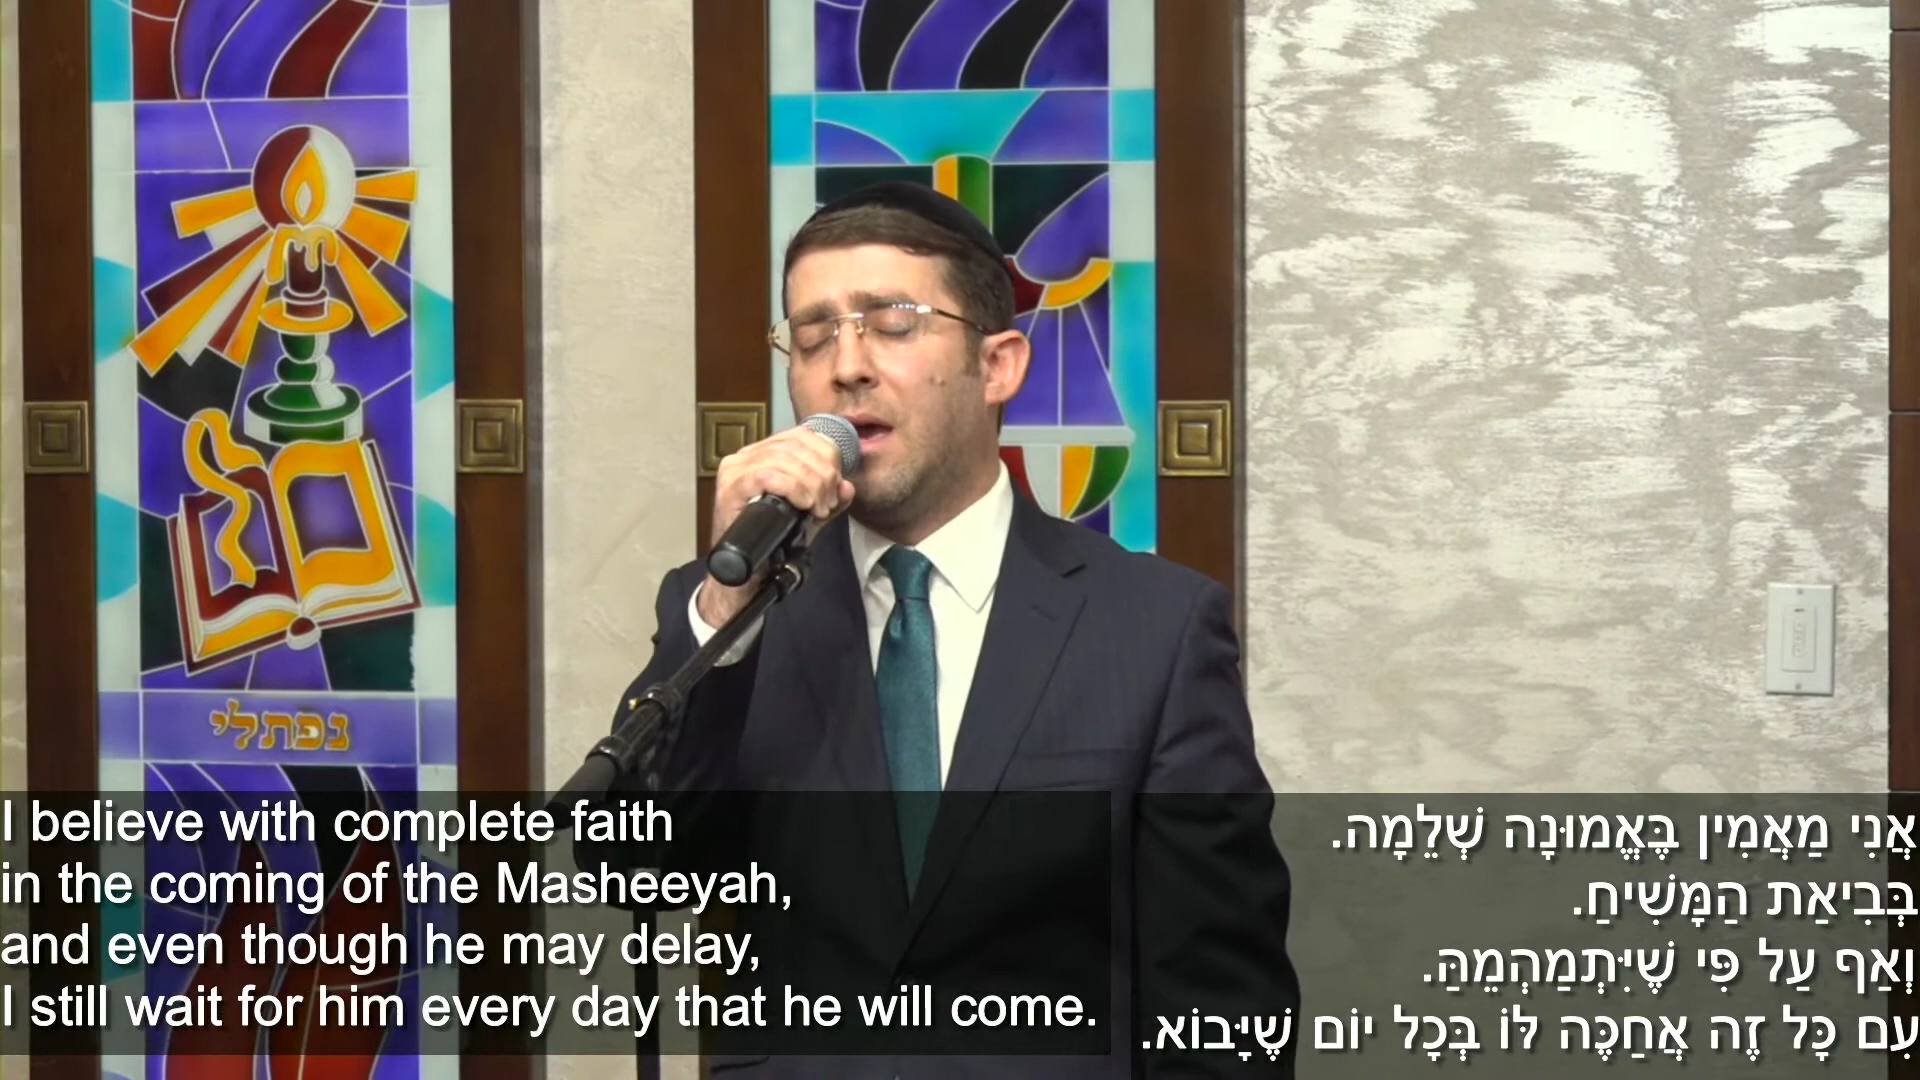 נפתלי
I believe with complete faith
in the coming of the Masheeyah,
and even though he may delay,
I still wait for him every day that he will come.
אֲנִי מַאֲמִין בֶּאֱמוּנָה שְׁלֵמָה.
בְּבִיאַת הַמָּשִׁיחַ.
וְאַף עַל פִּי שֶׁיִּתְמַהְמֵהַּ.
עִם כָּל זֶה אֲחַכֶּה לּוֹ בְּכָל יוֹם שֶׁיָּבוֹא.